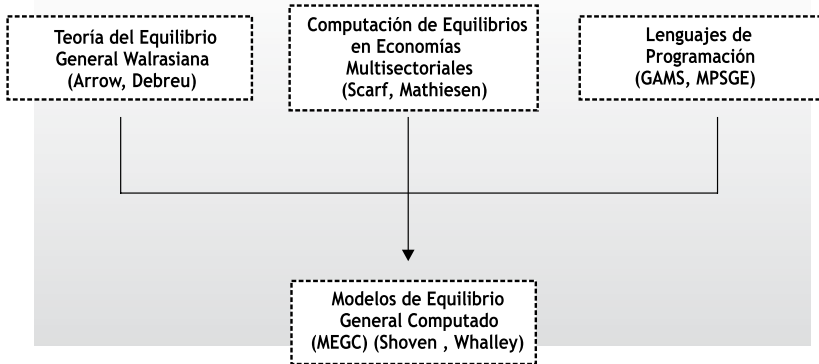 Teoría del Equilibrio
General Walrasiana
(Arrow, Debreu)
Computación de Equilibrios
en Economías
Multisectoriales
(Scarf, Mathiesen)
Lenguajes de
Programación
(GAMS, MPSGE)
Modelos de Equilibrio
General Computado
(MEGC) (Shoven , Whalley)